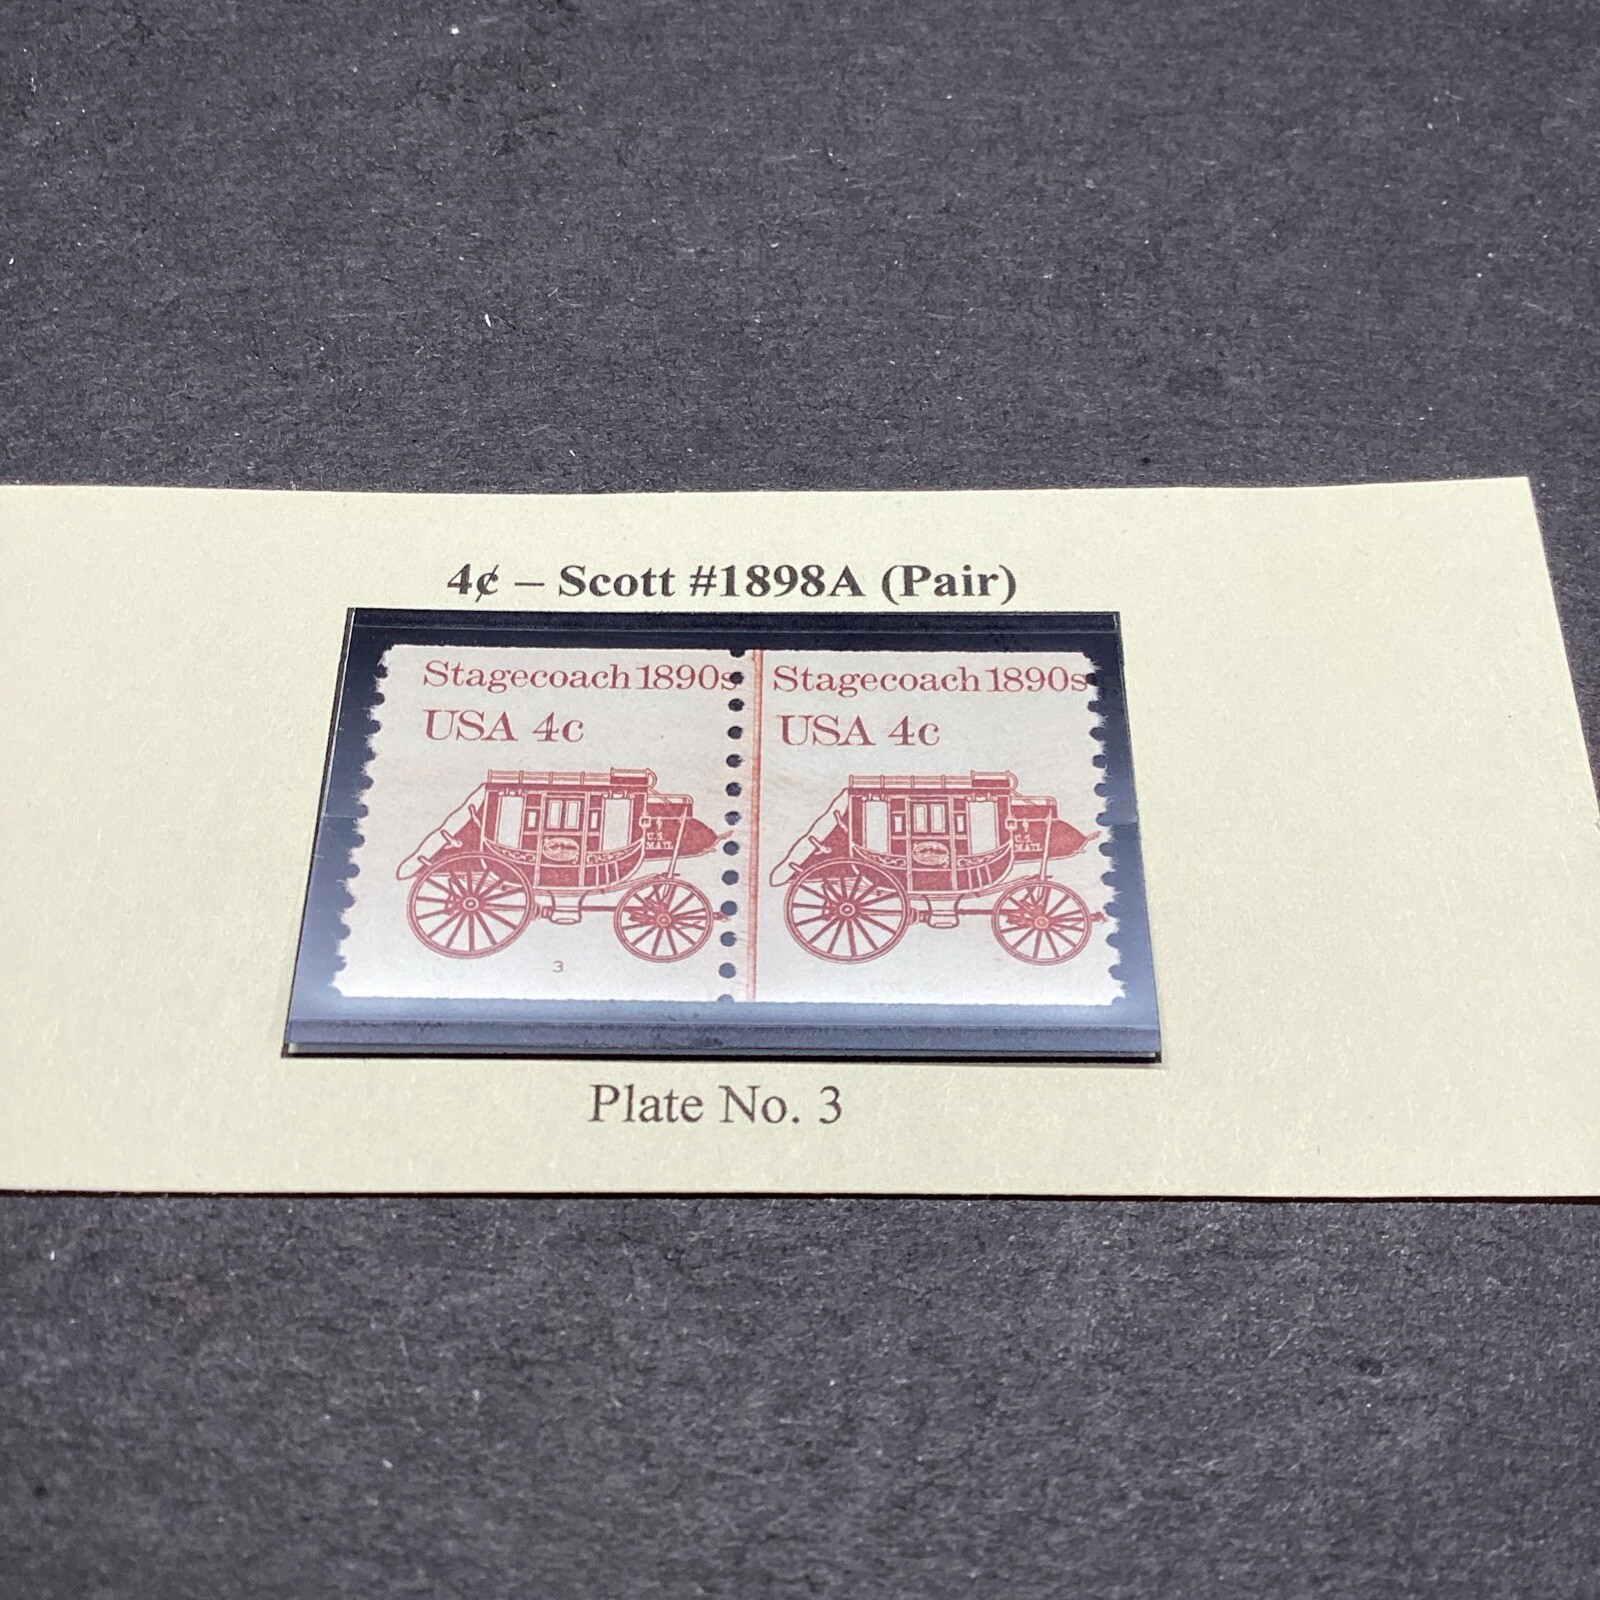 4¢ – Scott #1898A (Pair)
Stagecoach 1890s
USA 4c
U.S.
MAIL
3
Stagecoach 1890s
USA 4c
U.S.
MAIL
Plate No. 3